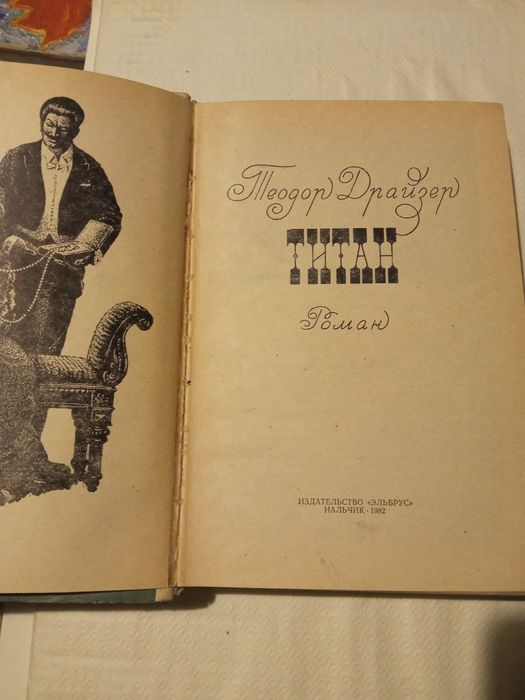 Теодор Драйзер
ТИТАН
Роман
ИЗДАТЕЛЬСТВО «ЭЛЬБРУС»
НАЛЬЧИК · 1982